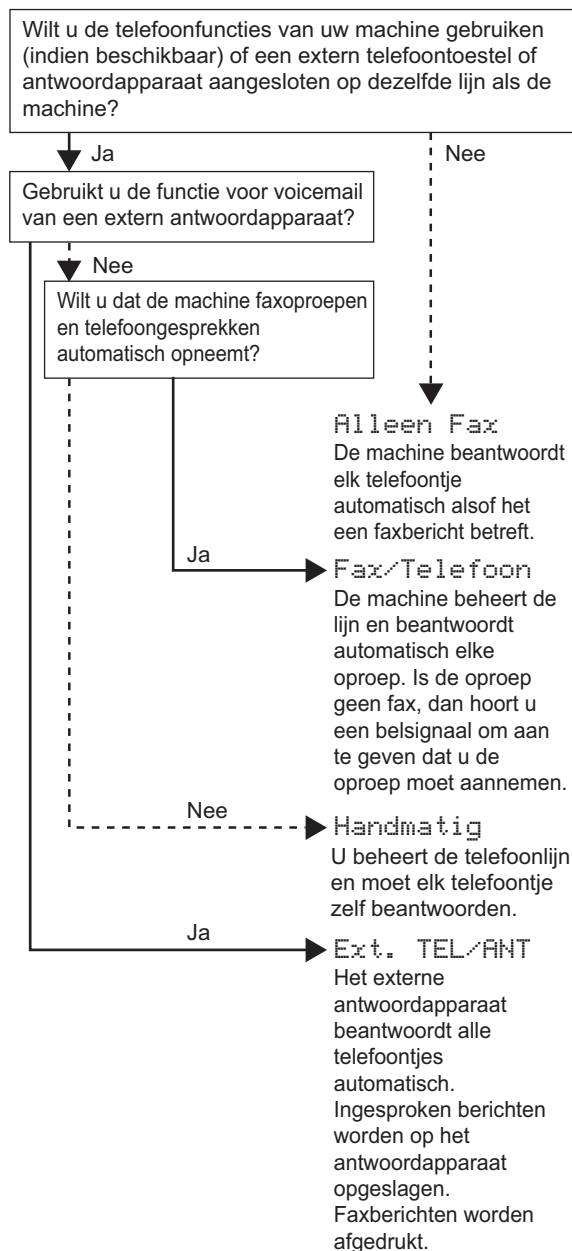 Wilt u de telefoonfuncties van uw machine gebruiken
(indien beschikbaar) of een extern telefoontoestel of
antwoordapparaat aangesloten op dezelfde lijn als de
machine?
Ja
Nee
Gebruikt u de functie voor voicemail
van een extern antwoordapparaat?
Nee
Wilt u dat de machine faxoproepen
en telefoongesprekken
automatisch opneemt?
Alleen Fax
De machine beantwoordt
elk telefoontje
automatisch alsof het
een faxbericht betreft.
Ja
Fax/Telefoon
De machine beheert de
lijn en beantwoordt
automatisch elke
oproep. Is de oproep
geen fax, dan hoort u
een belsignaal om aan
te geven dat u de
oproep moet aannemen.
Nee
Handmatig
U beheert de telefoonlijn
en moet elk telefoontje
zelf beantwoorden.
Ja
Ext. TEL/ANT
Het externe
antwoordapparaat
beantwoordt alle
telefoontjes
automatisch.
Ingesproken berichten
worden op het
antwoordapparaat
opgeslagen.
Faxberichten worden
afgedrukt.